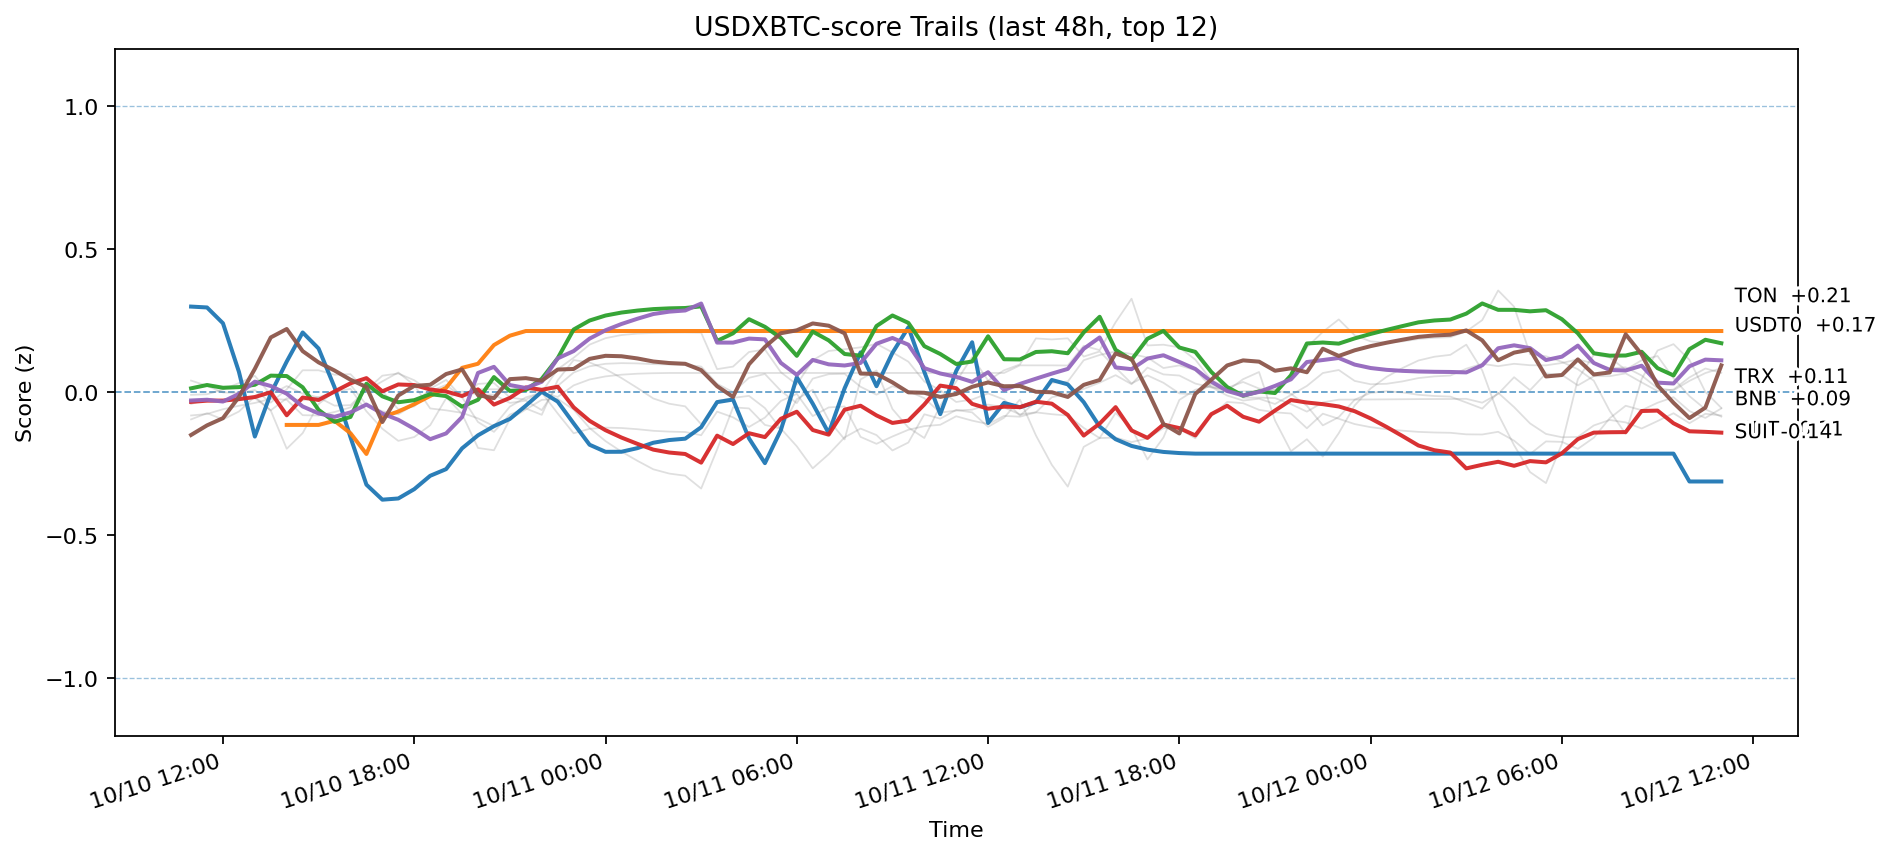 USDXBTC-score Trails (last 48h, top 12)
Score (z)
1.0
0.5
0.0
−0.5
−1.0
TON +0.21
USDT0 +0.17
TRX +0.11
BNB +0.09
SUI
10/10 12:00
10/10 18:00
10/11 00:00
10/11 06:00
10/11 12:00
10/11 18:00
10/12 00:00
10/12 06:00
10/12 12:00
Time